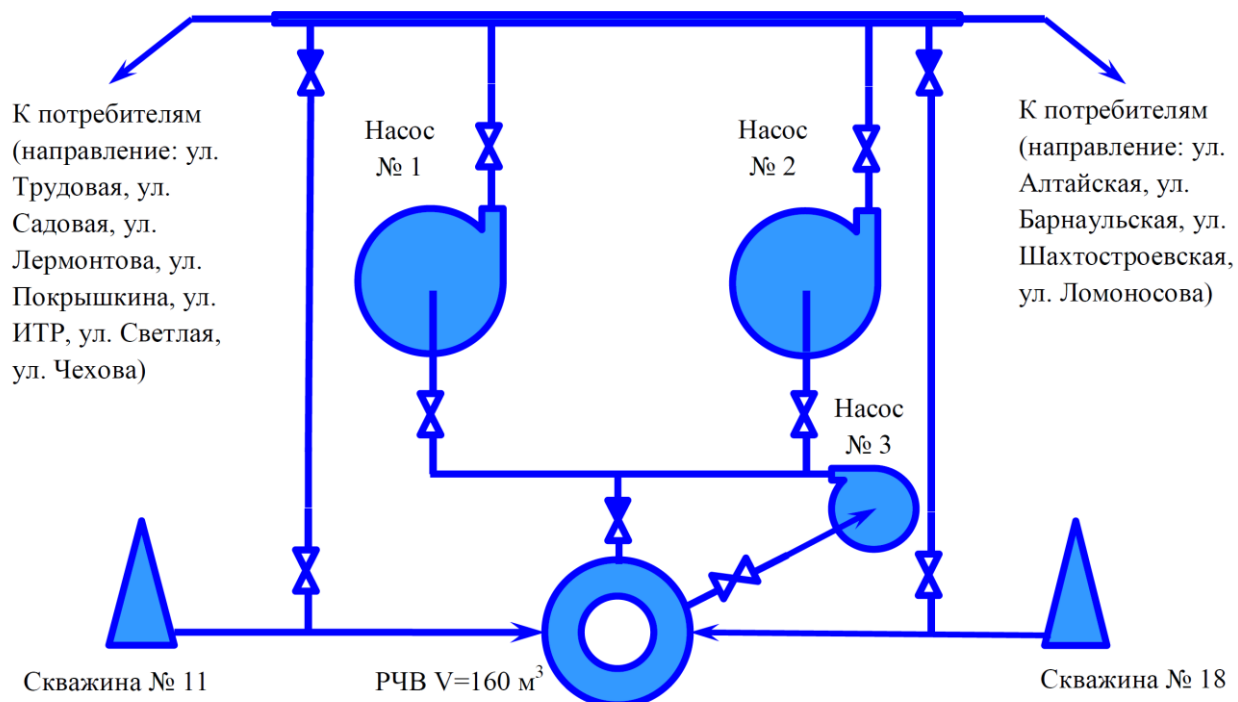 К потребителям
(направление: ул.
Трудовая, ул.
Садовая, ул.
Лермонтова, ул.
Покрышкина, ул.
ИТР, ул. Светлая,
ул. Чехова)
Насос
№ 1
Насос
№ 2
К потребителям
(направление: ул.
Алтайская, ул.
Барнаульская, ул.
Шахтостроевская,
ул. Ломоносова)
Насос
№ 3
Скважина № 11
РЧВ V=160 м³
Скважина № 18